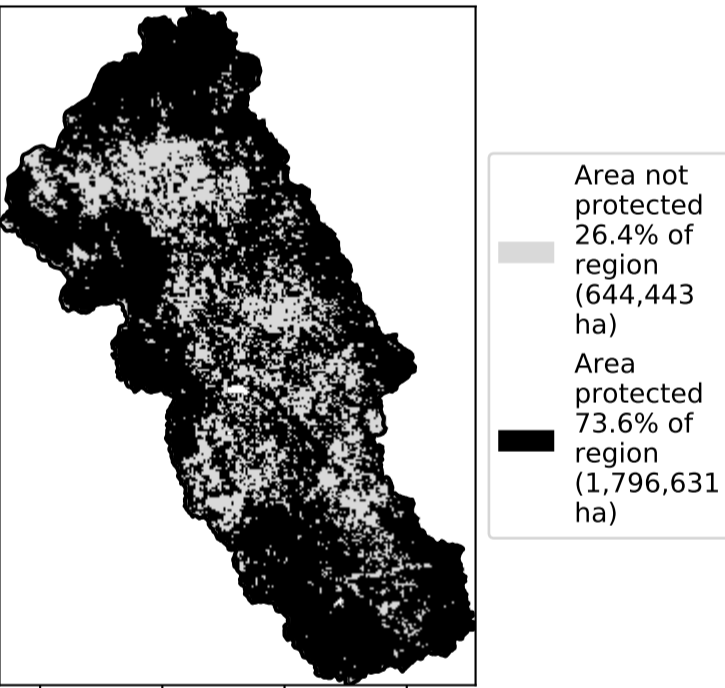 Area not
protected
26.4% of
region
(644,443
ha)
Area
protected
73.6% of
region
(1,796,631
ha)